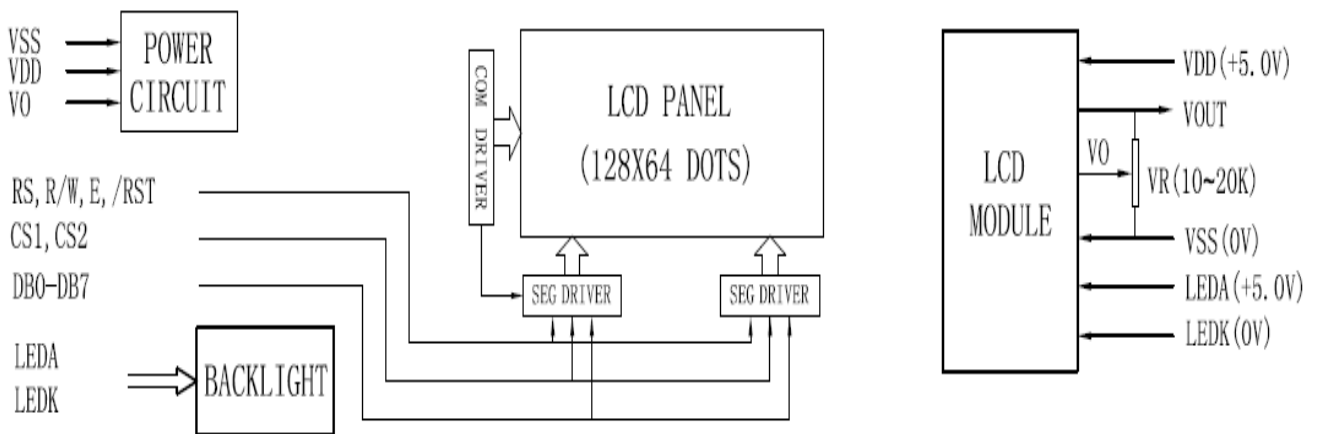 VSS
VDD
VO
POWER
CIRCUIT
COM DRIVER
LCD PANEL
(128X64 DOTS)
RS, R/W, E, /RST
CS1, CS2
DB0-DB7
SEG DRIVER
SEG DRIVER
LEDA
LEDK
BACKLIGHT
LCD
MODULE
VDD(+5.0V)
VOUT
VO
VR(10~20K)
VSS(0V)
LEDA(+5.0V)
LEDK(0V)